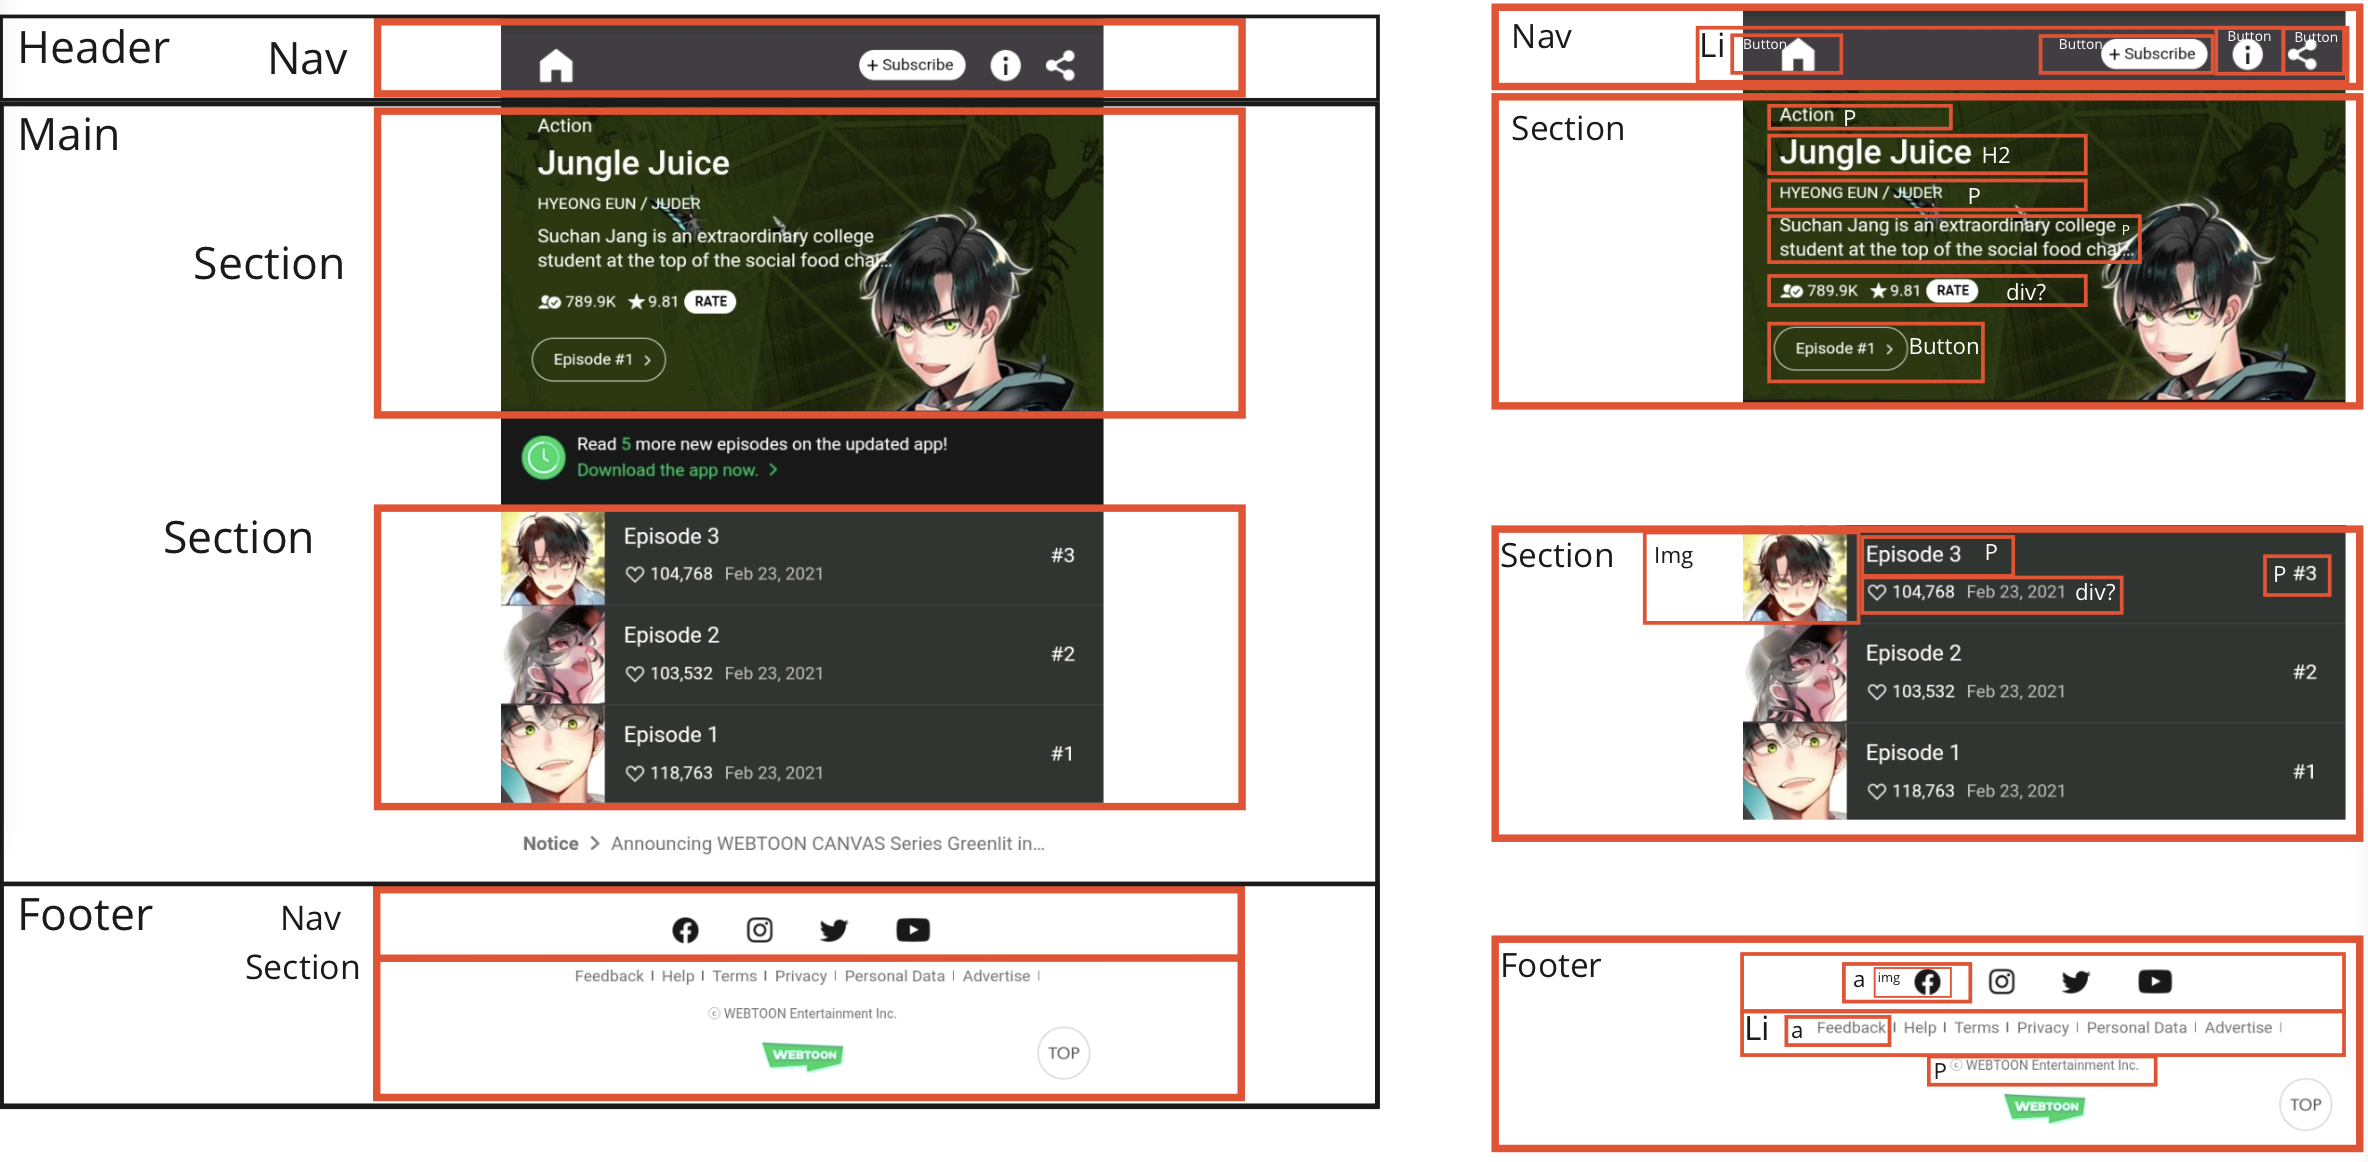 Header
Nav
+ Subscribe
Main
Action
Jungle Juice
HYEONG EUN / JUDER
Section
Suchan Jang is an extraordinary college
student at the top of the social food chai...
789.9K ★ 9.81 RATE
Episode #1 >
Read 5 more new episodes on the updated app!
Download the app now. >
Section
Episode 3
104,768 Feb 23, 2021
#3
Episode 2
103,532 Feb 23, 2021
#2
Episode 1
118,763 Feb 23, 2021
#1
Notice > Announcing WEBTOON CANVAS Series Greenlit in...
Footer
Nav
Section
Feedback | Help | Terms | Privacy | Personal Data | Advertise |
© WEBTOON Entertainment Inc.
WEBTOON
TOP
Nav
Li
Button
Button
+ Subscribe
Button
Button
Section
Action P
Jungle Juice H2
HYEONG EUN / JUDER P
Suchan Jang is an extraordinary college P
student at the top of the social food chai...
789.9K ★ 9.81 RATE div?
Episode #1 > Button
Section
Img
Episode 3 P
104,768 Feb 23, 2021 div?
P #3
Episode 2
103,532 Feb 23, 2021
#2
Episode 1
118,763 Feb 23, 2021
#1
Footer
a img
Li a Feedback | Help | Terms | Privacy | Personal Data | Advertise |
P © WEBTOON Entertainment Inc.
WEBTOON
TOP